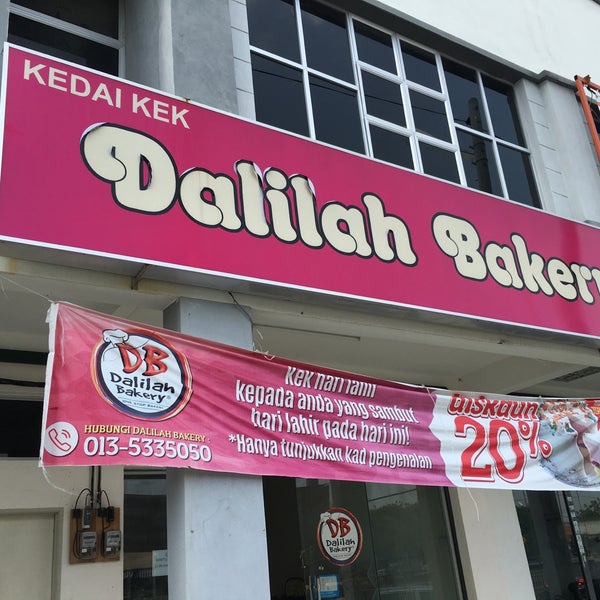 KEDAI KEK
Dalilah Bakery
DB
Dalilah
Bakery
HUBUNGI DALILAH BAKERY :
013-5335050
Kek hari lahir
kepada anda yang sambut
hari lahir pada hari ini!
*Hanya tunjukkan kad pengenalan
diskaun
20%
DB
Dalilah
Bakery